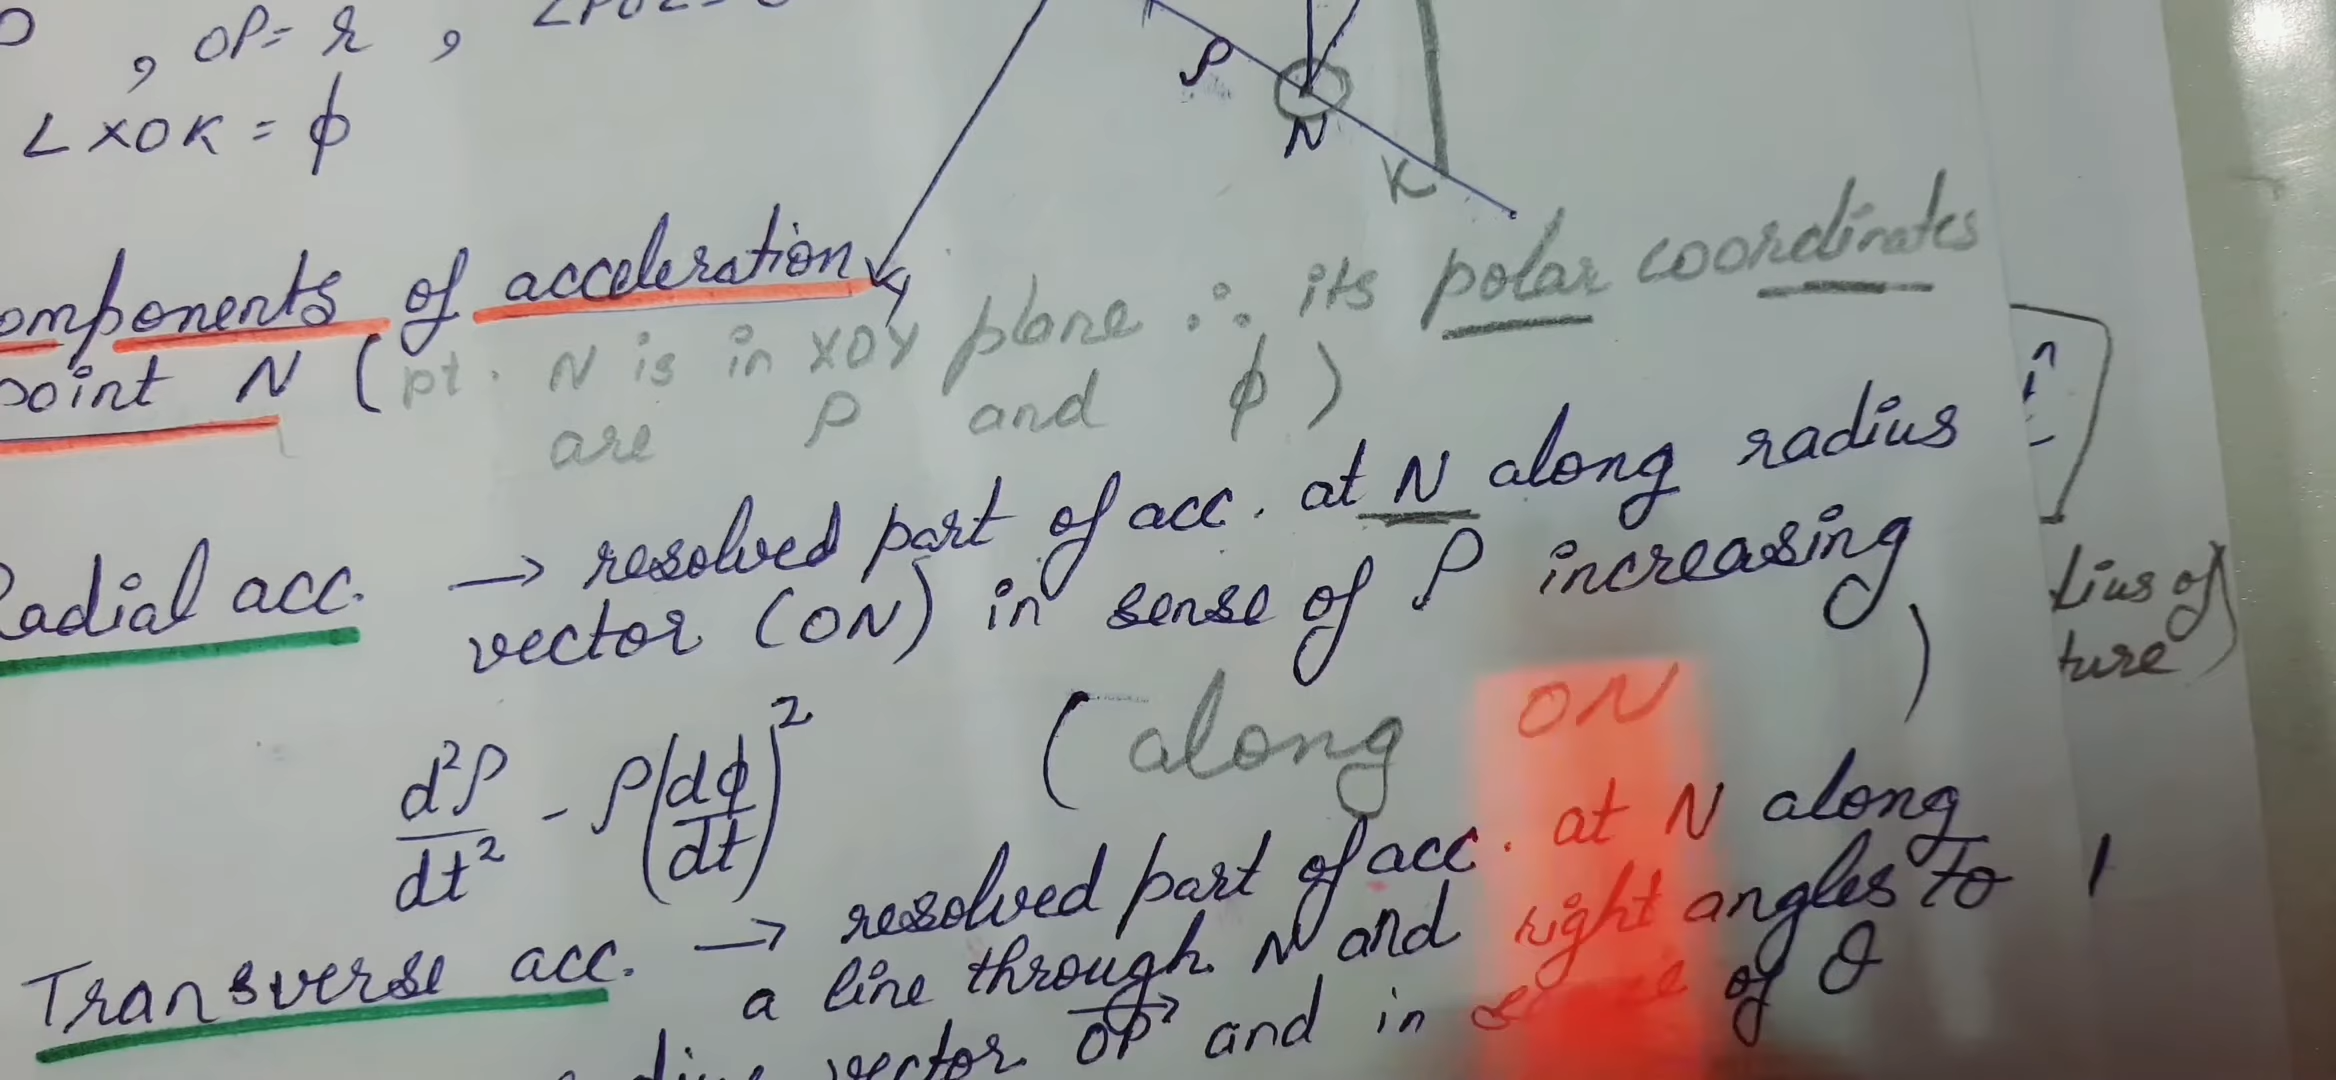 , OP = r ,
∠XOK = ϕ
ρ
N
K
omponents of acceleration
Y
point N ( pt. N is in XOY plane ∴ its polar coordinates
are ρ and ϕ )
Radial acc. → resolved part of acc. at N along radius
vector (ON) in sense of ρ increasing
lius of
ture )
d²ρ/dt² - ρ(dϕ/dt)² ( along ON )
Transverse acc. → resolved part of acc. at N along
a line through N and right angles to
vector OP and in of θ